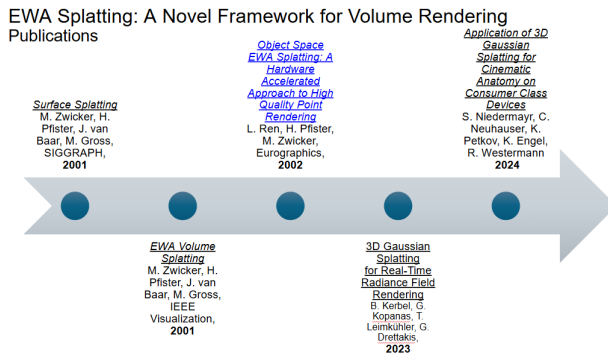 EWA Splatting: A Novel Framework for Volume Rendering
Publications
Surface Splatting
M. Zwicker, H.
Pfister, J. van
Baar, M. Gross,
SIGGRAPH,
2001
EWA Volume
Splatting
M. Zwicker, H.
Pfister, J. van
Baar, M. Gross,
IEEE
Visualization,
2001
Object Space
EWA Splatting: A
Hardware
Accelerated
Approach to High
Quality Point
Rendering
L. Ren, H. Pfister,
M. Zwicker,
Eurographics,
2002
3D Gaussian
Splatting
for Real-Time
Radiance Field
Rendering
B. Kerbel, G.
Kopanas, T.
Leimkühler, G.
Drettakis,
2023
Application of 3D
Gaussian
Splatting for
Cinematic
Anatomy on
Consumer Class
Devices
S. Niedermayr, C.
Neuhauser, K.
Petkov, K. Engel,
R. Westermann
2024